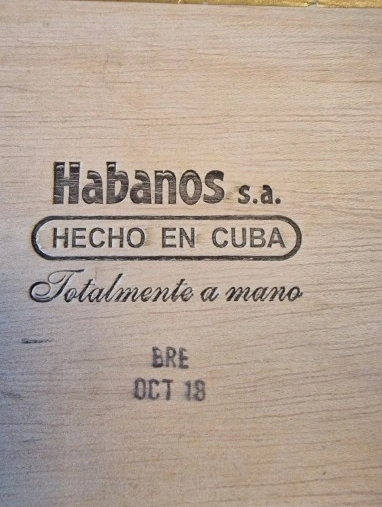 Habanos s.a.
HECHO EN CUBA
Totalmente a mano
BRE
OCT 18